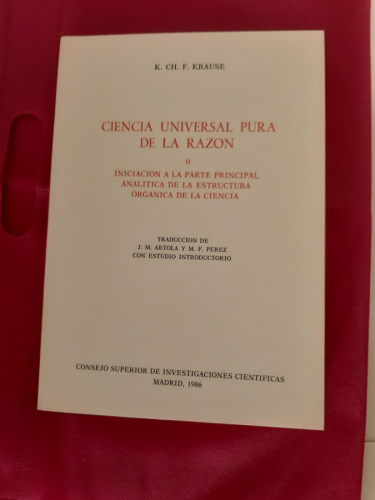 K. CH. F. KRAUSE
CIENCIA UNIVERSAL PURA
DE LA RAZON
o
INICIACION A LA PARTE PRINCIPAL
ANALITICA DE LA ESTRUCTURA
ORGANICA DE LA CIENCIA
TRADUCCION DE
J. M. ARTOLA Y M. F. PEREZ
CON ESTUDIO INTRODUCTORIO
CONSEJO SUPERIOR DE INVESTIGACIONES CIENTIFICAS
MADRID, 1986